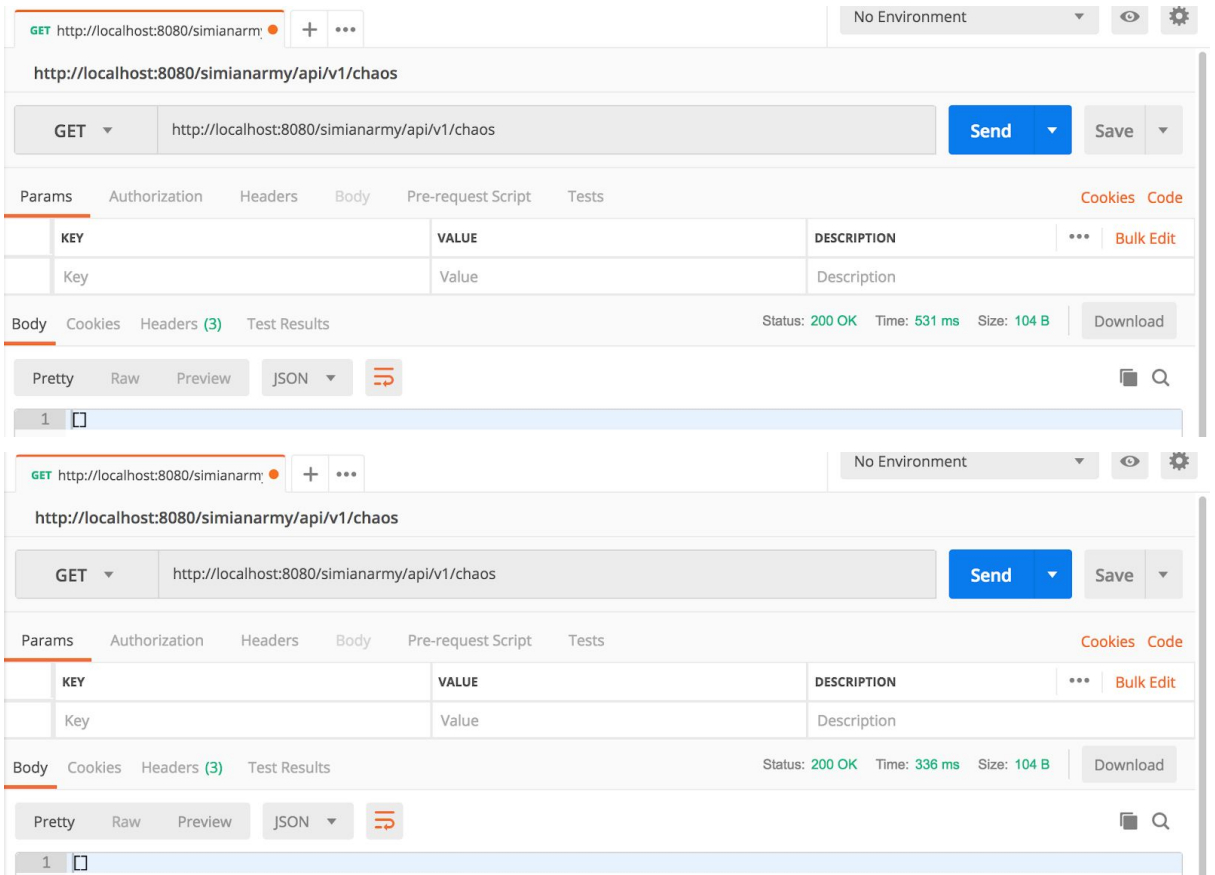 GET http://localhost:8080/simianarm No Environment
http://localhost:8080/simianarmy/api/v1/chaos
GET http://localhost:8080/simianarmy/api/v1/chaos Send Save
Params Authorization Headers Body Pre-request Script Tests Cookies Code
KEY VALUE DESCRIPTION ••• Bulk Edit
Key Value Description
Body Cookies Headers (3) Test Results Status: 200 OK Time: 531 ms Size: 104 B Download
Pretty Raw Preview JSON
1 []
GET http://localhost:8080/simianarm No Environment
http://localhost:8080/simianarmy/api/v1/chaos
GET http://localhost:8080/simianarmy/api/v1/chaos Send Save
Params Authorization Headers Body Pre-request Script Tests Cookies Code
KEY VALUE DESCRIPTION ••• Bulk Edit
Key Value Description
Body Cookies Headers (3) Test Results Status: 200 OK Time: 336 ms Size: 104 B Download
Pretty Raw Preview JSON
1 []